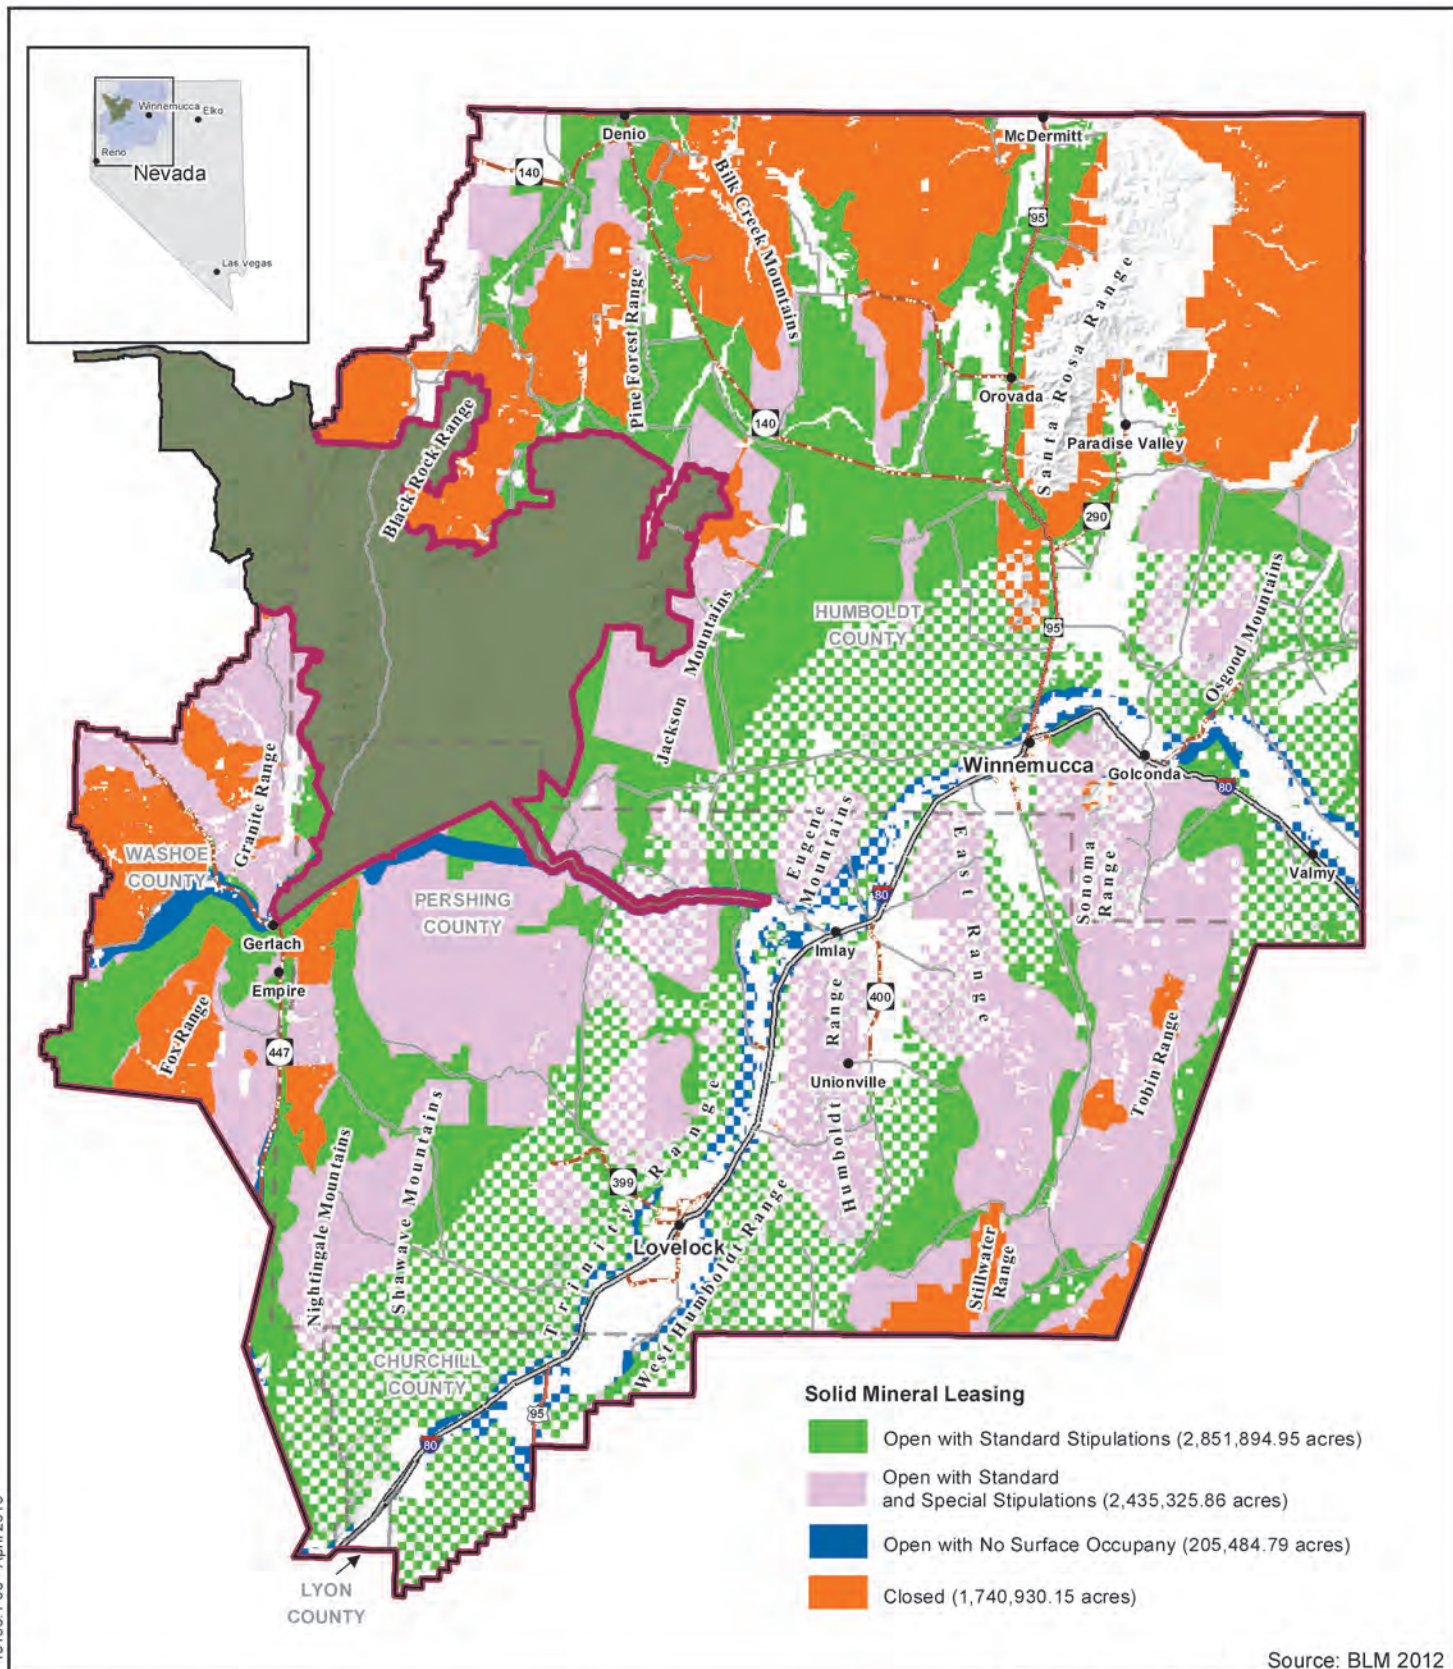 Winnemucca
Elko
Reno
Nevada
Las Vegas
Denio
McDermitt
140
95
Bilk Creek Mountains
Pine Forest Range
Santa Rosa Range
Orovada
Paradise Valley
Black Rock Range
140
290
HUMBOLDT
COUNTY
95
Osgood Mountains
Jackson Mountains
Winnemucca
Golconda
80
Granite Range
WASHOE
COUNTY
Eugene
Mountains
East Range
Sonoma
Range
Valmy
80
PERSHING
COUNTY
Gerlach
Imlay
Empire
400
Fox Range
447
Unionville
Humboldt Range
Tobin Range
Nightingale Mountains
Shawave Mountains
399
Trinity Range
Lovelock
West Humboldt Range
Stillwater
Range
CHURCHILL
COUNTY
95
80
LYON
COUNTY
Solid Mineral Leasing
Open with Standard Stipulations (2,851,894.95 acres)
Open with Standard
and Special Stipulations (2,435,325.86 acres)
Open with No Surface Occupany (205,484.79 acres)
Closed (1,740,930.15 acres)
Source: BLM 2012